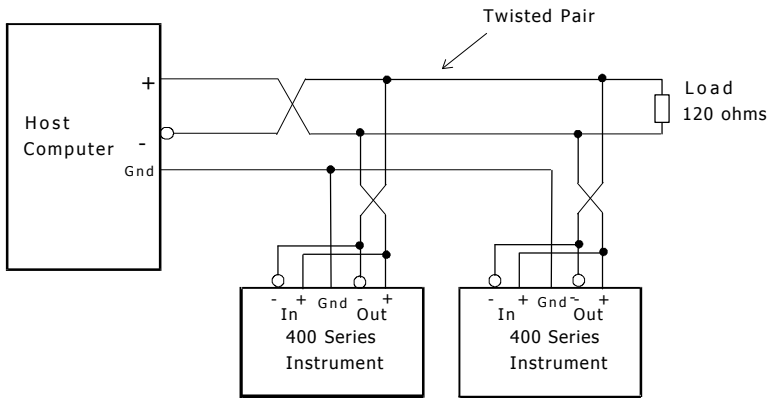 Twisted Pair
+
Load
120 ohms
Host
Computer
-
Gnd
- + Gnd - +
In Out
400 Series
Instrument
- + Gnd - +
In Out
400 Series
Instrument